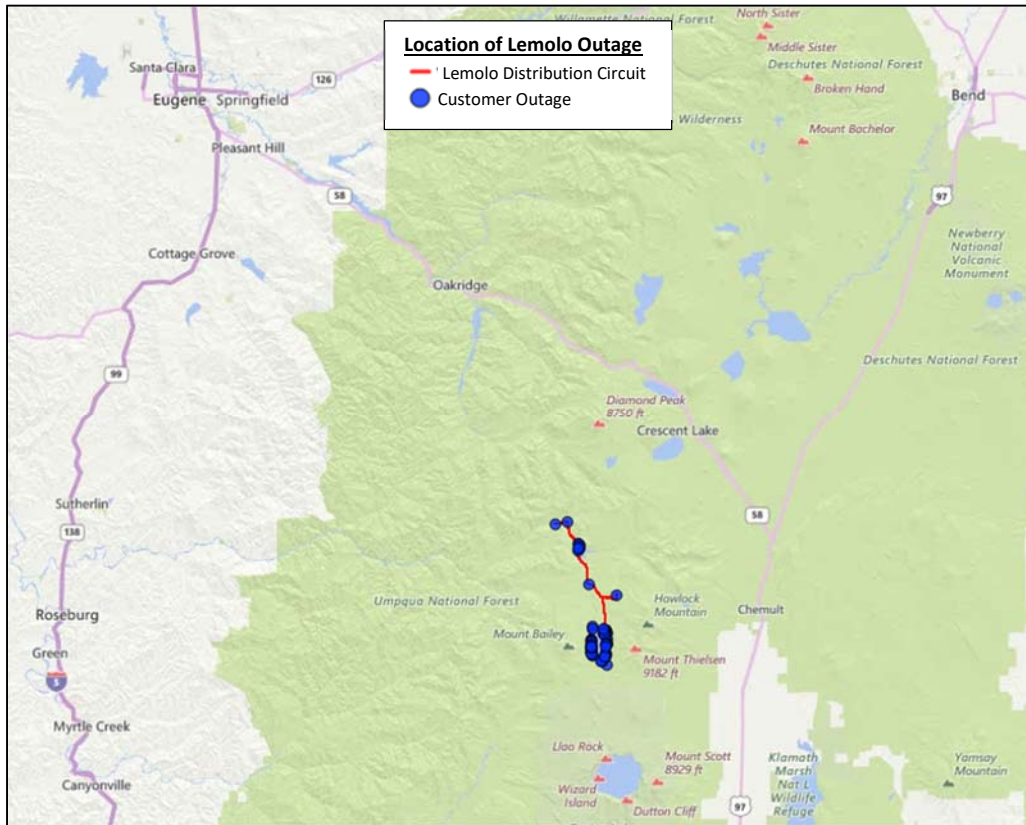 Willamette National Forest
North Sister
Location of Lemolo Outage
Lemolo Distribution Circuit
Customer Outage
Middle Sister
Deschutes National Forest
Santa Clara
126
Broken Hand
Eugene
Springfield
Bend
Wilderness
Mount Bachelor
Pleasant Hill
58
97
Newberry
National
Volcanic
Monument
Cottage Grove
Oakridge
Deschutes National Forest
99
Diamond Peak
8750 ft
Crescent Lake
Sutherlin
58
138
Umpqua National Forest
Howlock
Mountain
Chemult
Roseburg
Mount Bailey
Green
Mount Thielsen
9182 ft
5
Myrtle Creek
Llao Rock
Mount Scott
8929 ft
Klamath
Marsh
Nat L
Wildlife
Refuge
Yamsay
Mountain
Canyonville
Wizard
Island
Dutton Cliff
97